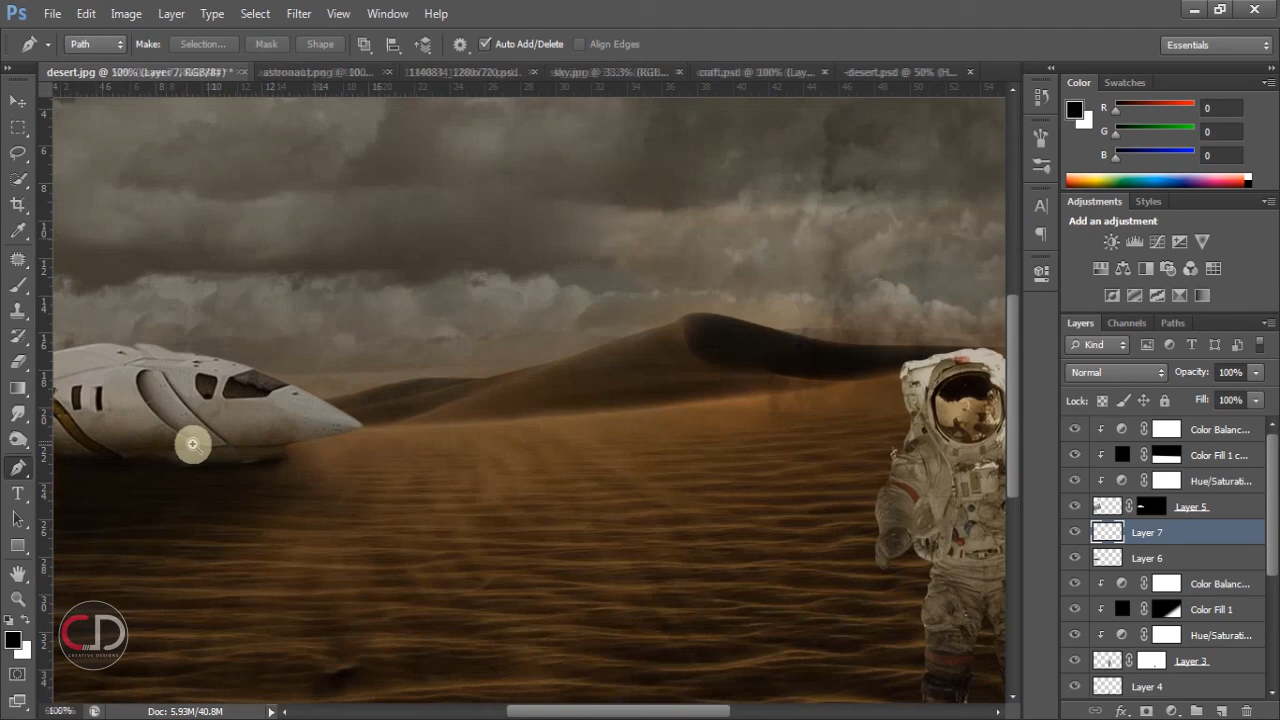 Ps File Edit Image Layer Type Select Filter View Window Help
Path Make: Selection... Mask Shape Auto Add/Delete Align Edges Essentials
desert.jpg @ 100% (Layer 7, RGB/8#) * astronaut.png @ 100... 1140834_1280x720.psd... sky.jpg @ 33.3% (RGB... craft.psd @ 100% (Lay... desert.psd @ 50% (H...
Color Swatches
R 0
G 0
B 0
Adjustments Styles
Add an adjustment
Layers Channels Paths
Kind
Normal Opacity: 100%
Lock: Fill: 100%
Color Balanc...
Color Fill 1 c...
Hue/Saturati...
Layer 5
Layer 7
Layer 6
Color Balanc...
Color Fill 1
Hue/Saturati...
Layer 3
Layer 4
CD
CREATIVE DESIGNS
100% Doc: 5.93M/40.8M